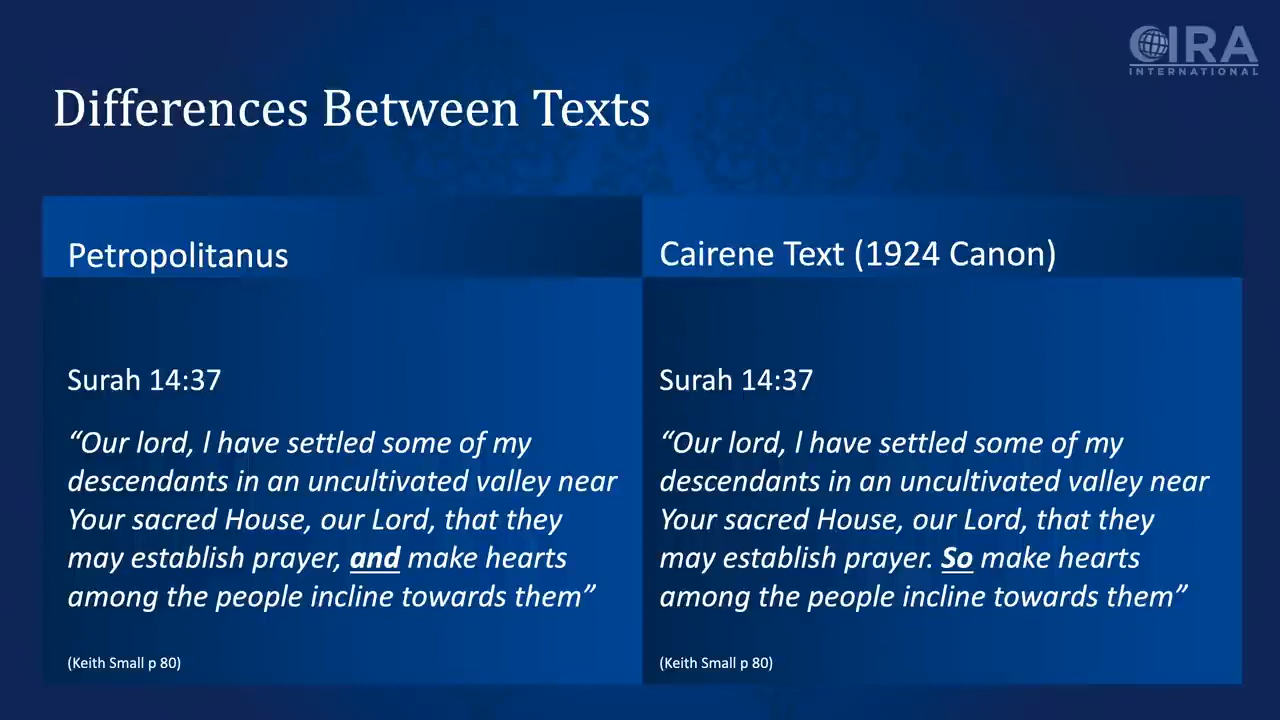 CIRA
INTERNATIONAL
Differences Between Texts
Petropolitanus
Cairene Text (1924 Canon)
Surah 14:37
“Our lord, I have settled some of my
descendants in an uncultivated valley near
Your sacred House, our Lord, that they
may establish prayer, and make hearts
among the people incline towards them”
(Keith Small p 80)
Surah 14:37
“Our lord, I have settled some of my
descendants in an uncultivated valley near
Your sacred House, our Lord, that they
may establish prayer. So make hearts
among the people incline towards them”
(Keith Small p 80)